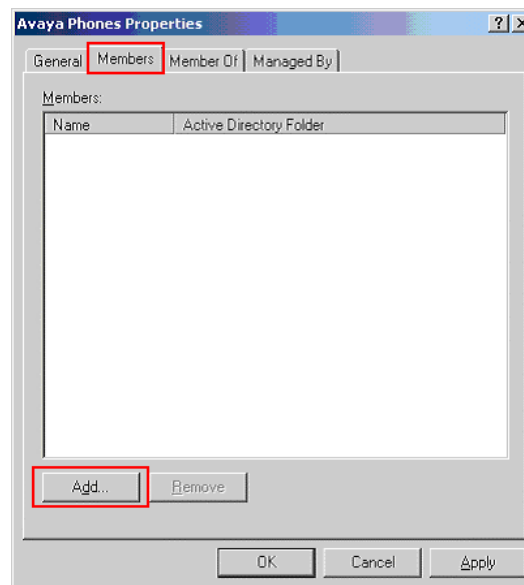 Avaya Phones Properties
General Members Member Of Managed By
Members:
Name Active Directory Folder
Add... Remove
OK Cancel Apply